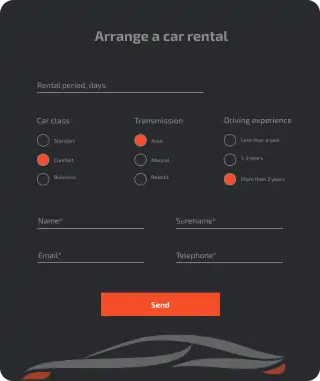 Arrange a car rental
Rental period, days
Car class
Standart
Comfort
Business
Transmission
Auto
Manual
Robotic
Driving experience
Less than a year
1-3 years
More than 3 years
Name*
Surename*
Email*
Telephone*
Send